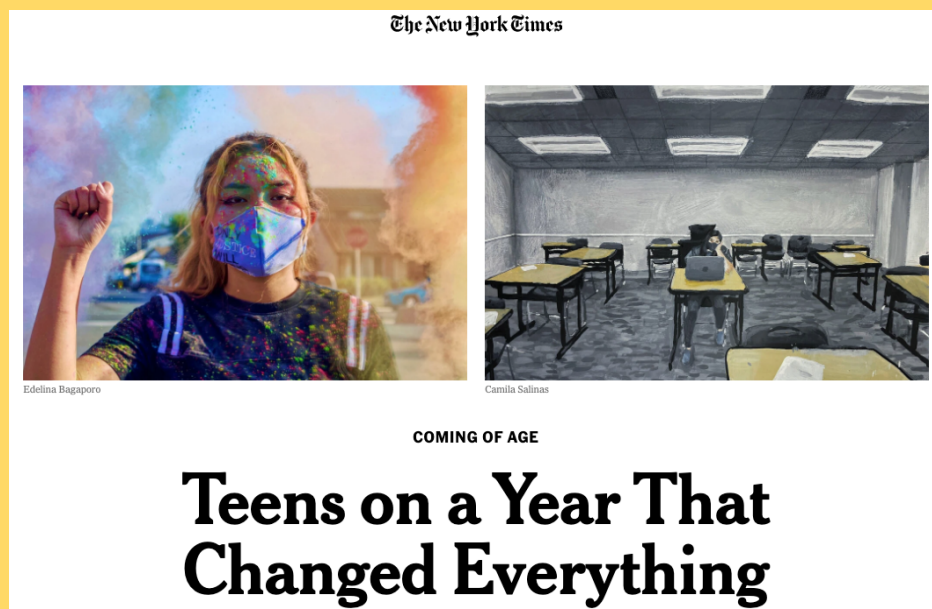 The New York Times
Edelina Bagaporo
Camila Salinas
COMING OF AGE
Teens on a Year That
Changed Everything